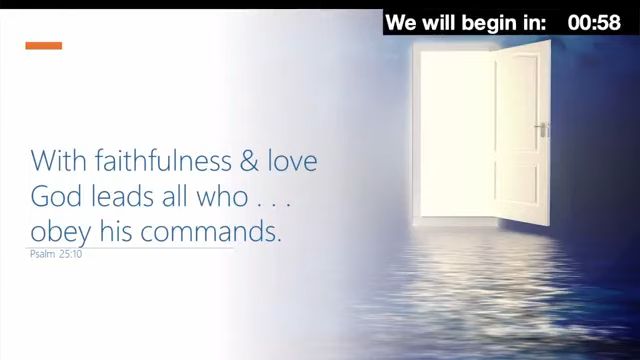 We will begin in: 00:58
With faithfulness & love
God leads all who . . .
obey his commands.
Psalm 25:10